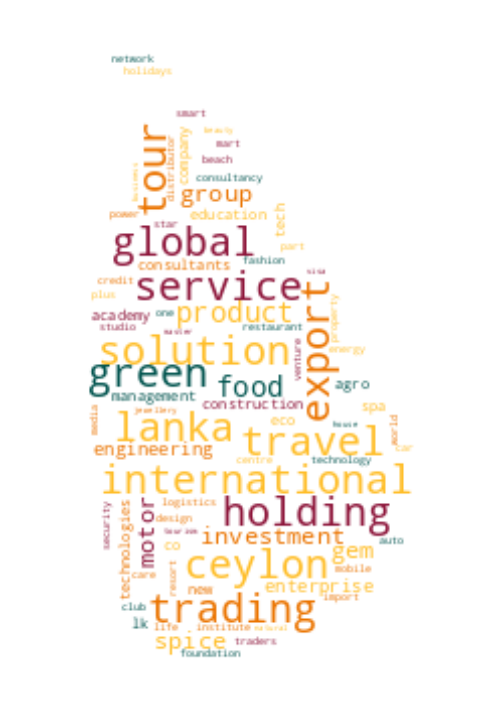 network
holidays
smart
beauty
tour
business
distributor
company
mart
beach
consultancy
group
power
education
tech
star
part
global
consultants
fashion
sisa
credit
service
plus
export
property
academy
one
product
studio
master
restaurant
solution
venture
energy
green
food
agro
management
construction
jewellery
media
lanka
eco
house
spa
world
engineering
travel
car
centre
technology
international
security
technologies
motor
logistics
holding
design
tourism
investment
auto
co
ceylon
gem
care
resort
mobile
new
enterprise
import
club
trading
lk
life
institute
natural
spice
traders
foundation